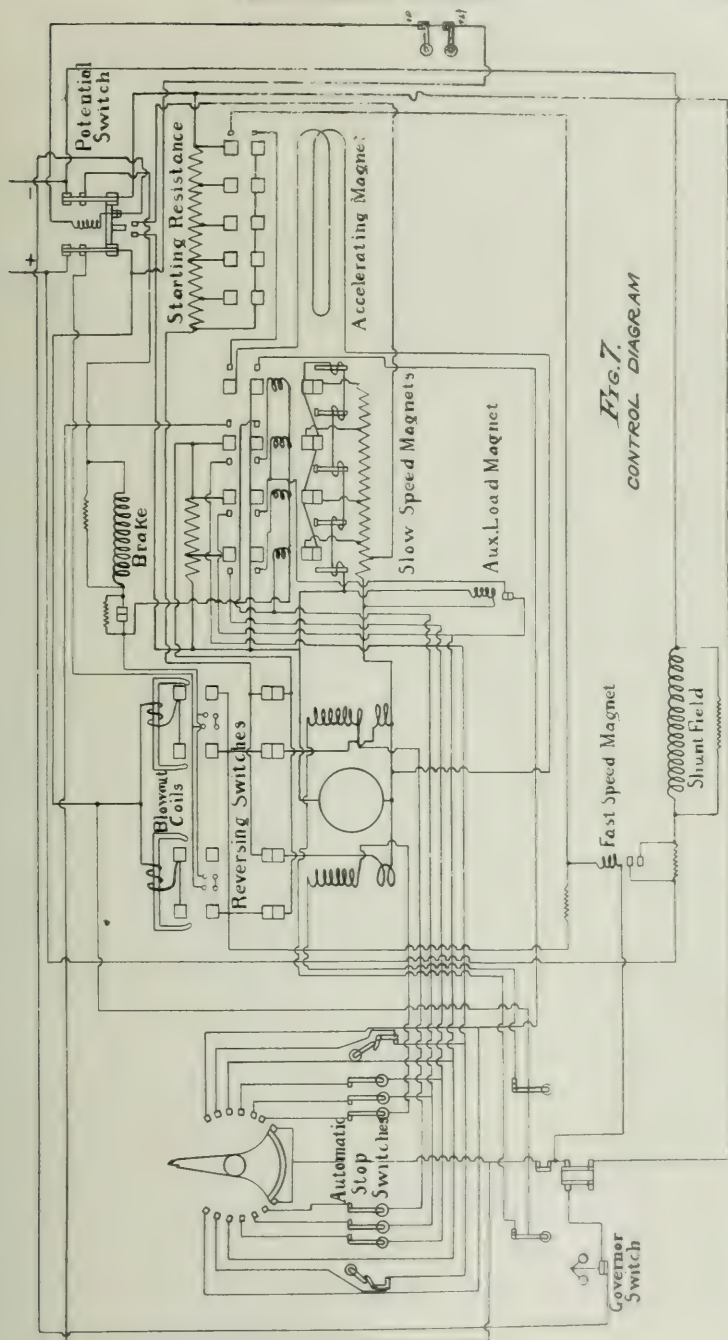 Potential
Switch
−
+
Starting Resistance
Accelerating Magnet
Brake
Slow Speed Magnets
Aux. Load Magnet
Blowout
Coils
Reversing Switches
Fast Speed Magnet
Shunt Field
Automatic
Stop
Switches
Governor
Switch
FIG. 7.
CONTROL DIAGRAM